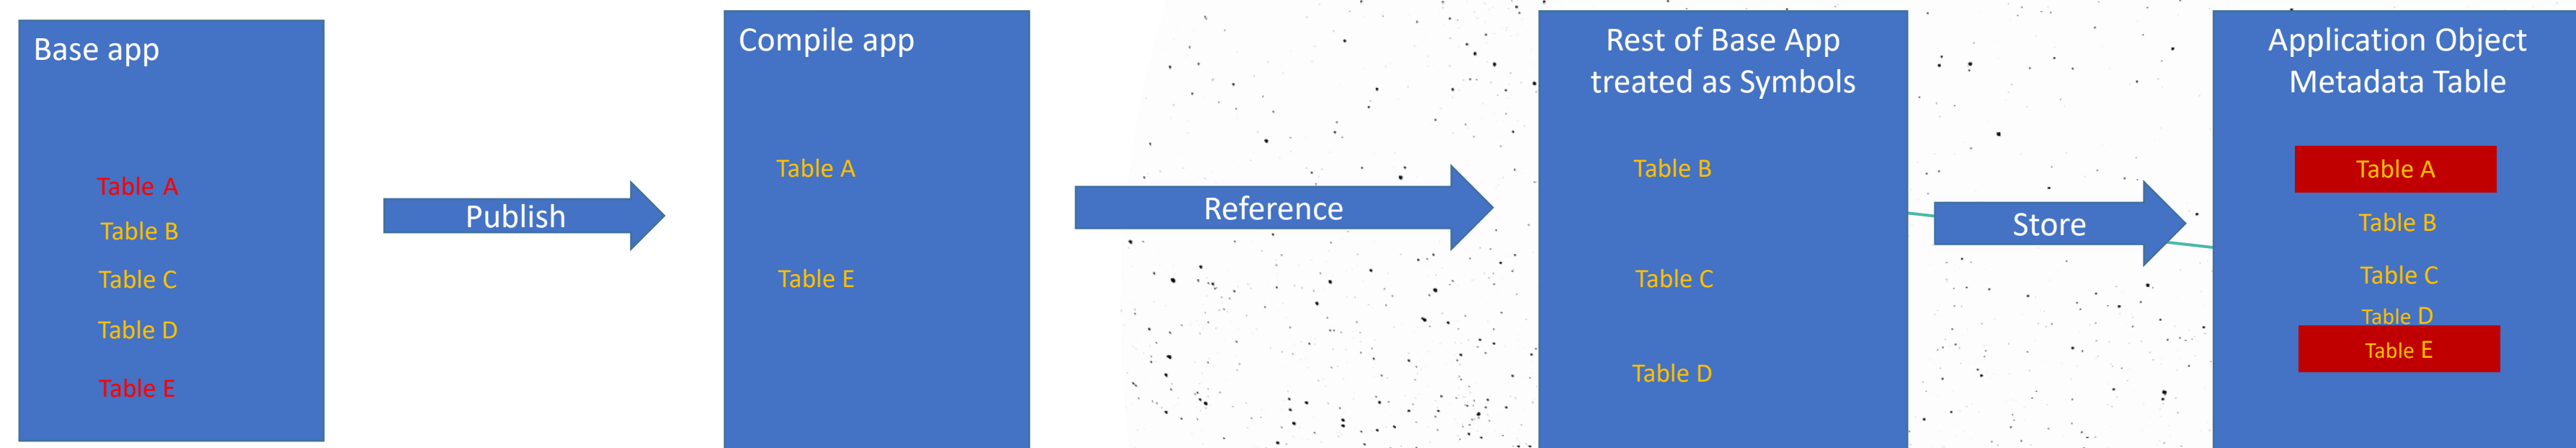 Base app
Table A
Table B
Table C
Table D
Table E
Publish
Compile app
Table A
Table E
Reference
Rest of Base App
treated as Symbols
Table B
Table C
Table D
Store
Application Object
Metadata Table
Table A
Table B
Table C
Table D
Table E